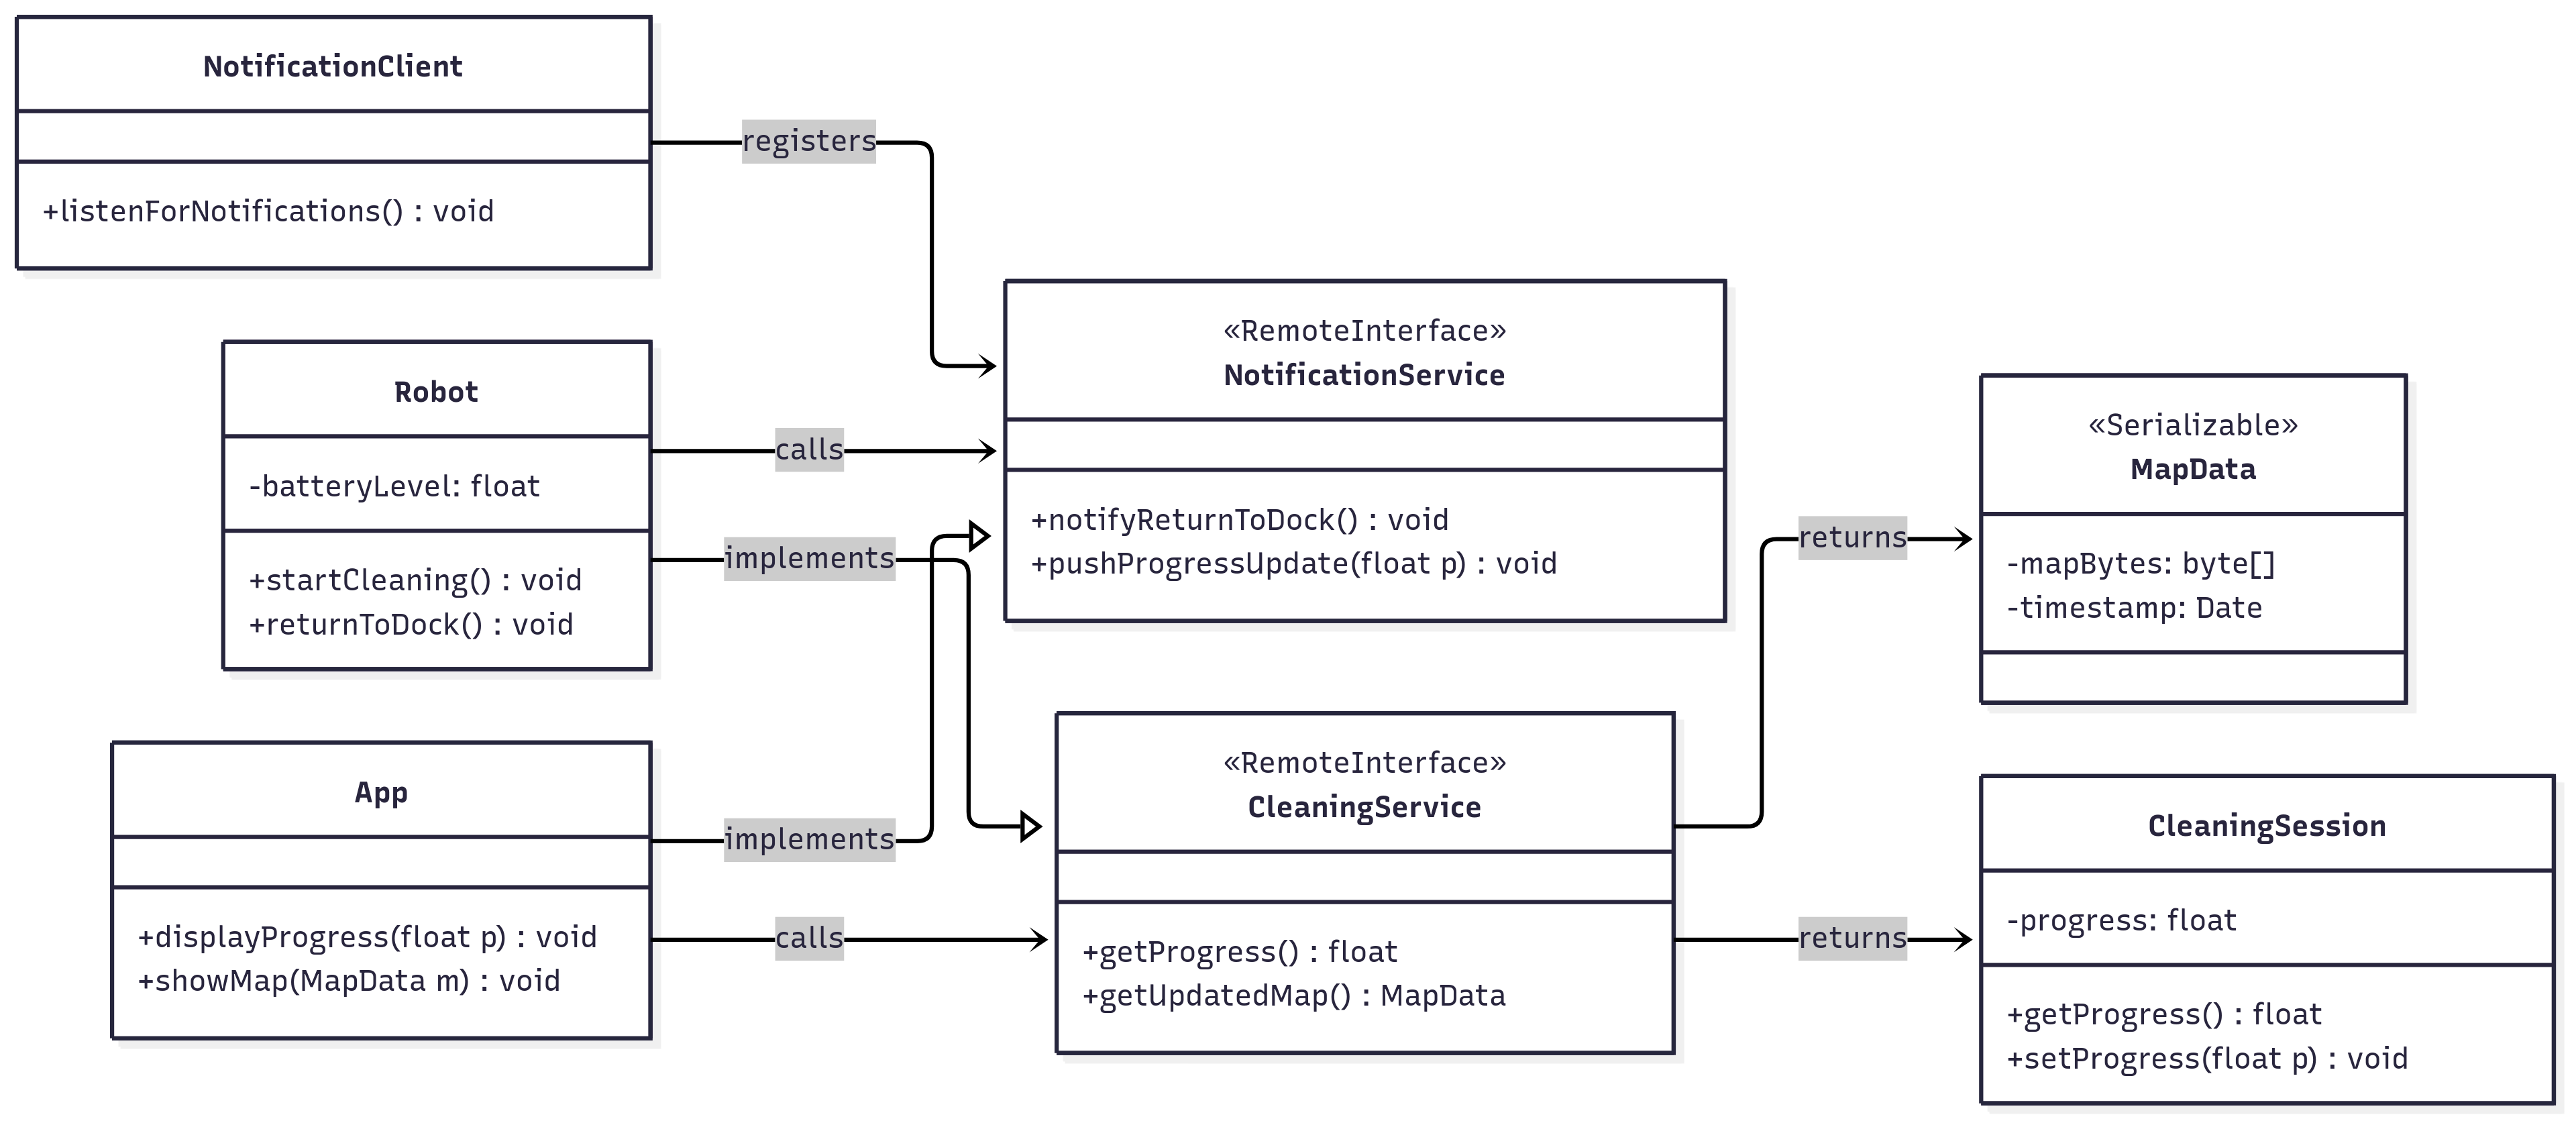 NotificationClient
+listenForNotifications() : void
registers
Robot
-batteryLevel: float
+startCleaning() : void
+returnToDock() : void
calls
implements
App
+displayProgress(float p) : void
+showMap(MapData m) : void
implements
calls
«RemoteInterface»
NotificationService
+notifyReturnToDock() : void
+pushProgressUpdate(float p) : void
«RemoteInterface»
CleaningService
+getProgress() : float
+getUpdatedMap() : MapData
returns
returns
«Serializable»
MapData
-mapBytes: byte[]
-timestamp: Date
CleaningSession
-progress: float
+getProgress() : float
+setProgress(float p) : void